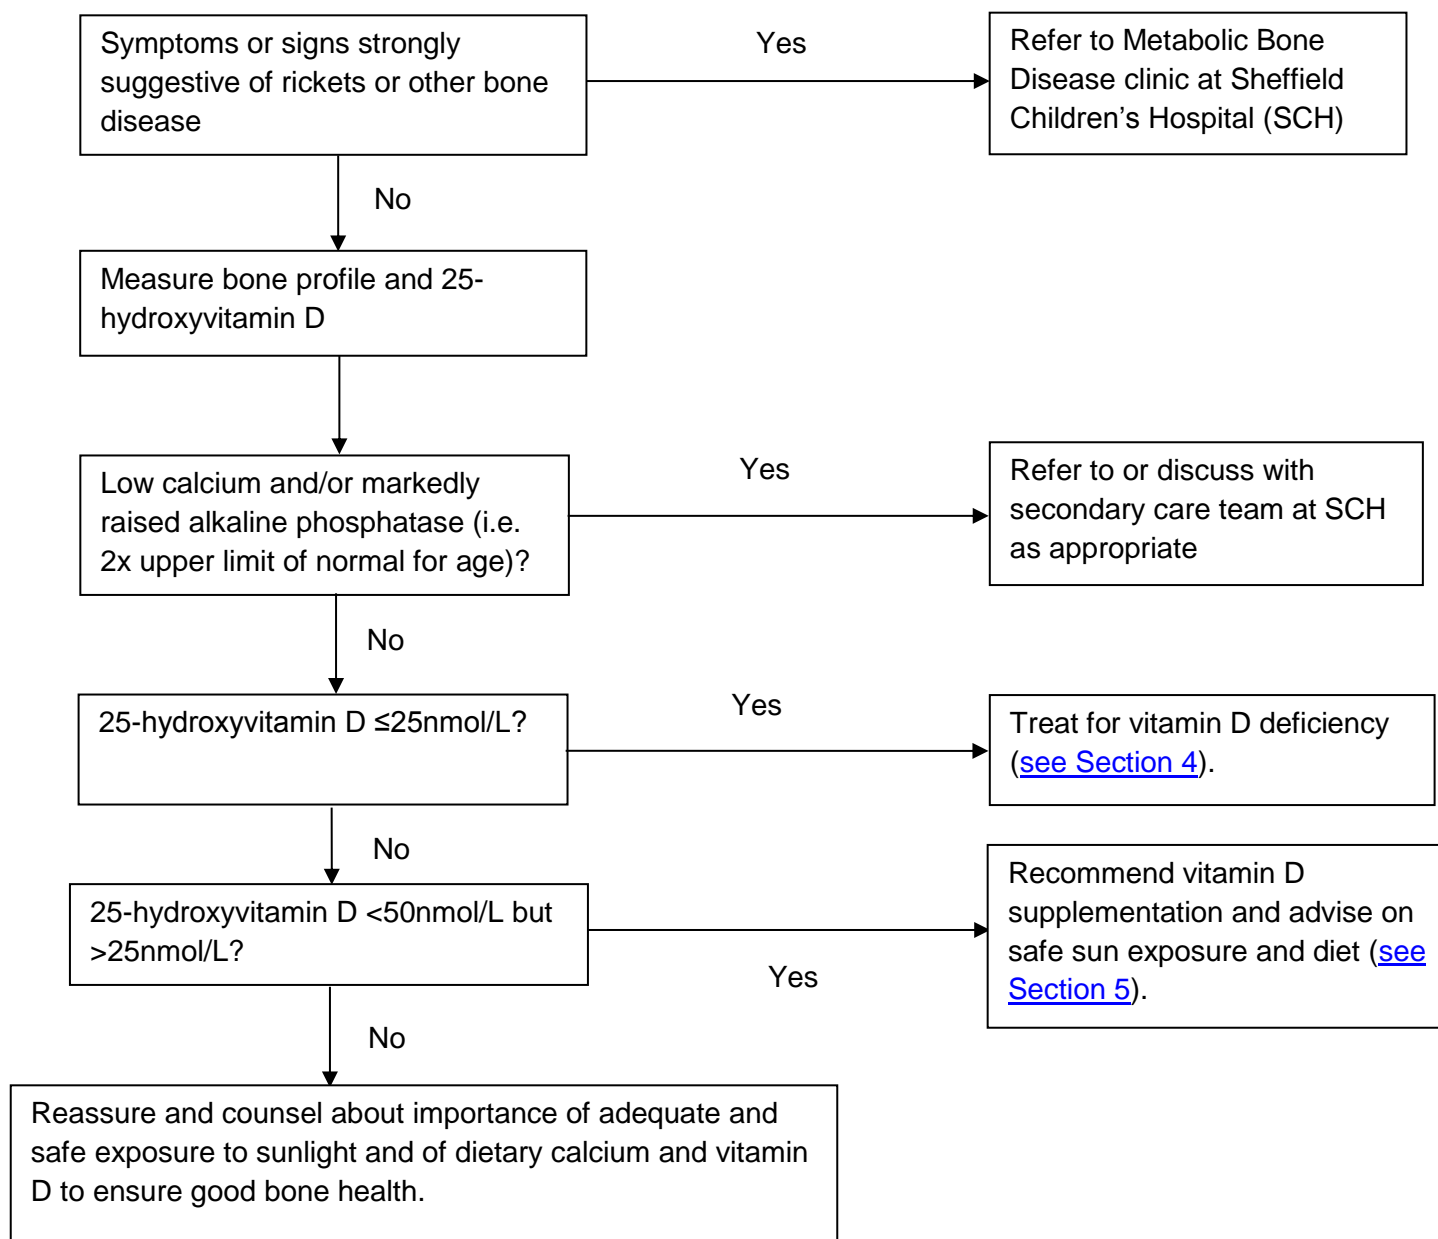 Symptoms or signs strongly
suggestive of rickets or other bone
disease
Yes
Refer to Metabolic Bone
Disease clinic at Sheffield
Children’s Hospital (SCH)
No
Measure bone profile and 25-
hydroxyvitamin D
Low calcium and/or markedly
raised alkaline phosphatase (i.e.
2x upper limit of normal for age)?
Yes
Refer to or discuss with
secondary care team at SCH
as appropriate
No
25-hydroxyvitamin D ≤25nmol/L?
Yes
Treat for vitamin D deficiency
(see Section 4).
No
25-hydroxyvitamin D <50nmol/L but
>25nmol/L?
Yes
Recommend vitamin D
supplementation and advise on
safe sun exposure and diet (see
Section 5).
No
Reassure and counsel about importance of adequate and
safe exposure to sunlight and of dietary calcium and vitamin
D to ensure good bone health.